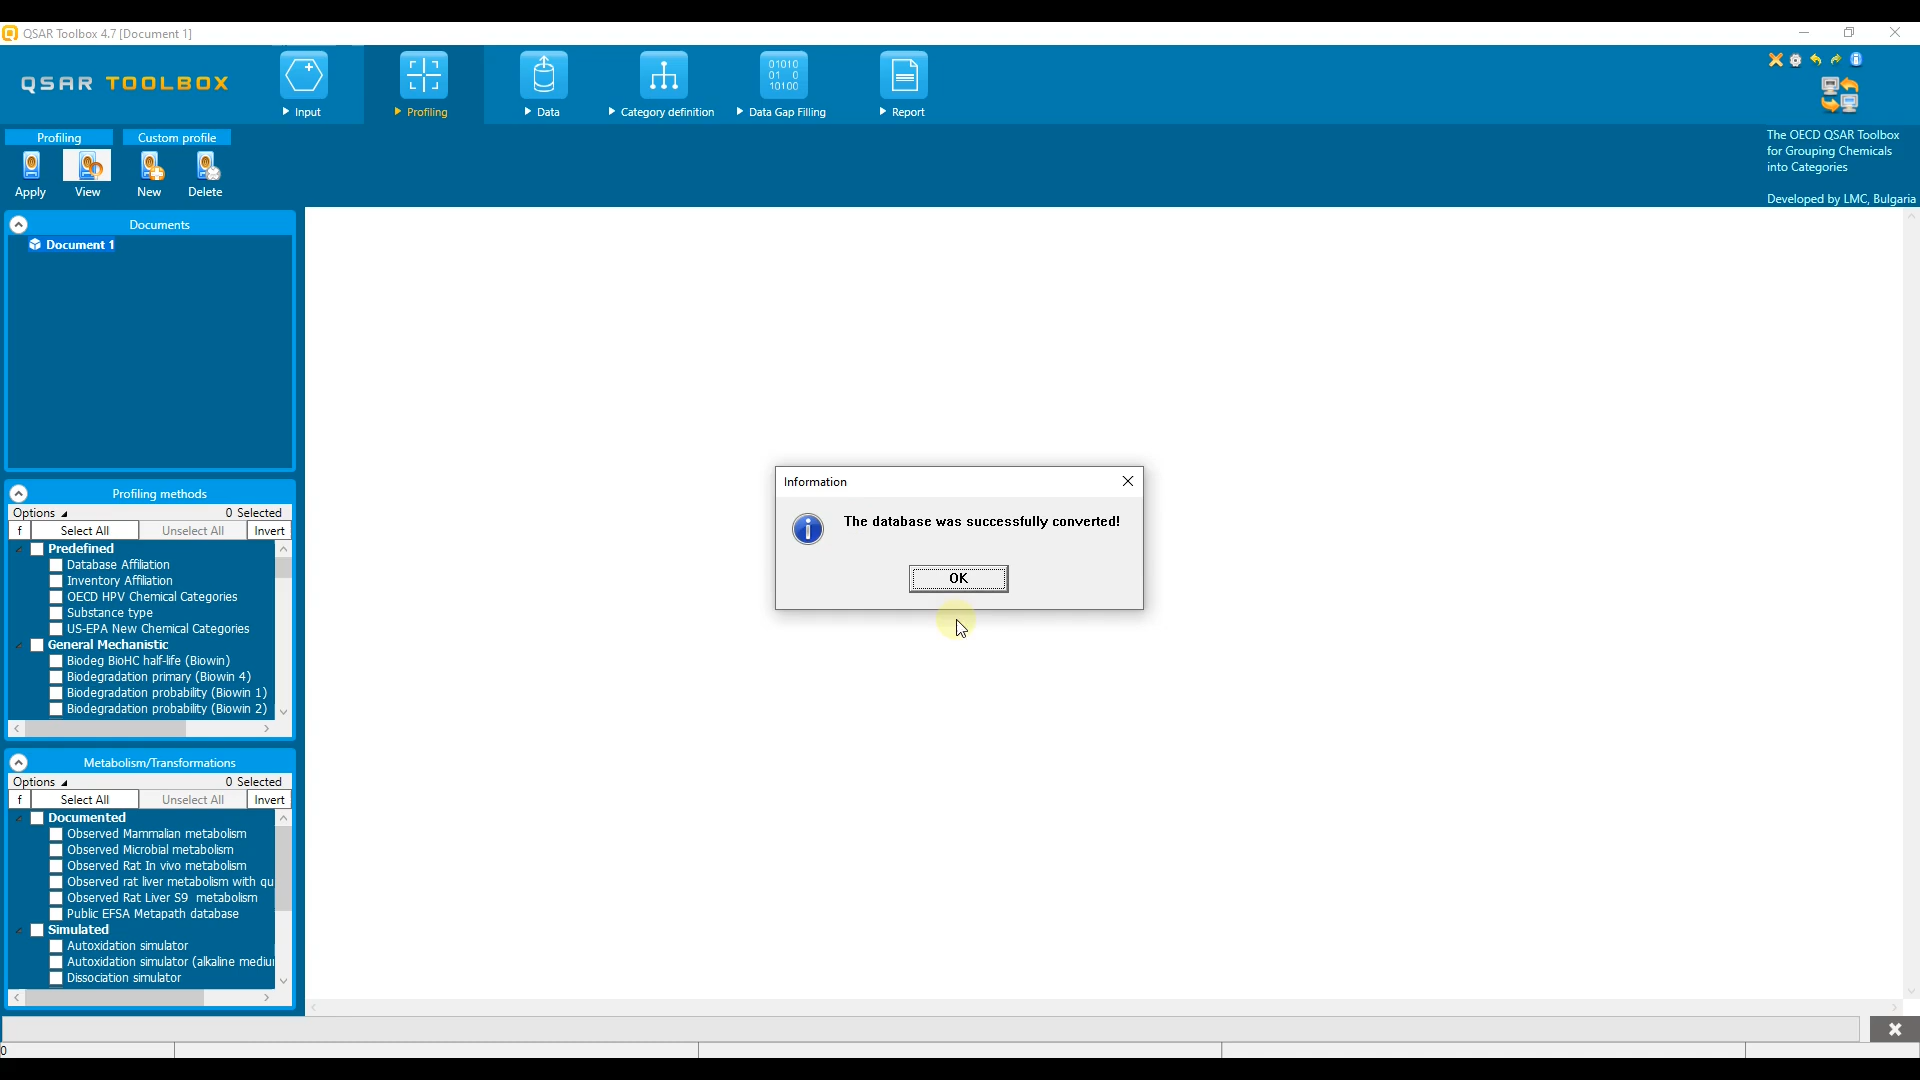 QSAR Toolbox 4.7 [Document 1]
QSAR TOOLBOX
Input
Profiling
Data
Category definition
01010
01 0
10100
Data Gap Filling
Report
The OECD QSAR Toolbox
for Grouping Chemicals
into Categories
Developed by LMC, Bulgaria
Profiling
Custom profile
Apply
View
New
Delete
Documents
Document 1
Profiling methods
Options
0 Selected
f
Select All
Unselect All
Invert
Predefined
Database Affiliation
Inventory Affiliation
OECD HPV Chemical Categories
Substance type
US-EPA New Chemical Categories
General Mechanistic
Biodeg BioHC half-life (Biowin)
Biodegradation primary (Biowin 4)
Biodegradation probability (Biowin 1)
Biodegradation probability (Biowin 2)
Metabolism/Transformations
Options
0 Selected
f
Select All
Unselect All
Invert
Documented
Observed Mammalian metabolism
Observed Microbial metabolism
Observed Rat In vivo metabolism
Observed rat liver metabolism with qu
Observed Rat Liver S9 metabolism
Public EFSA Metapath database
Simulated
Autoxidation simulator
Autoxidation simulator (alkaline mediu
Dissociation simulator
Information
The database was successfully converted!
OK
0